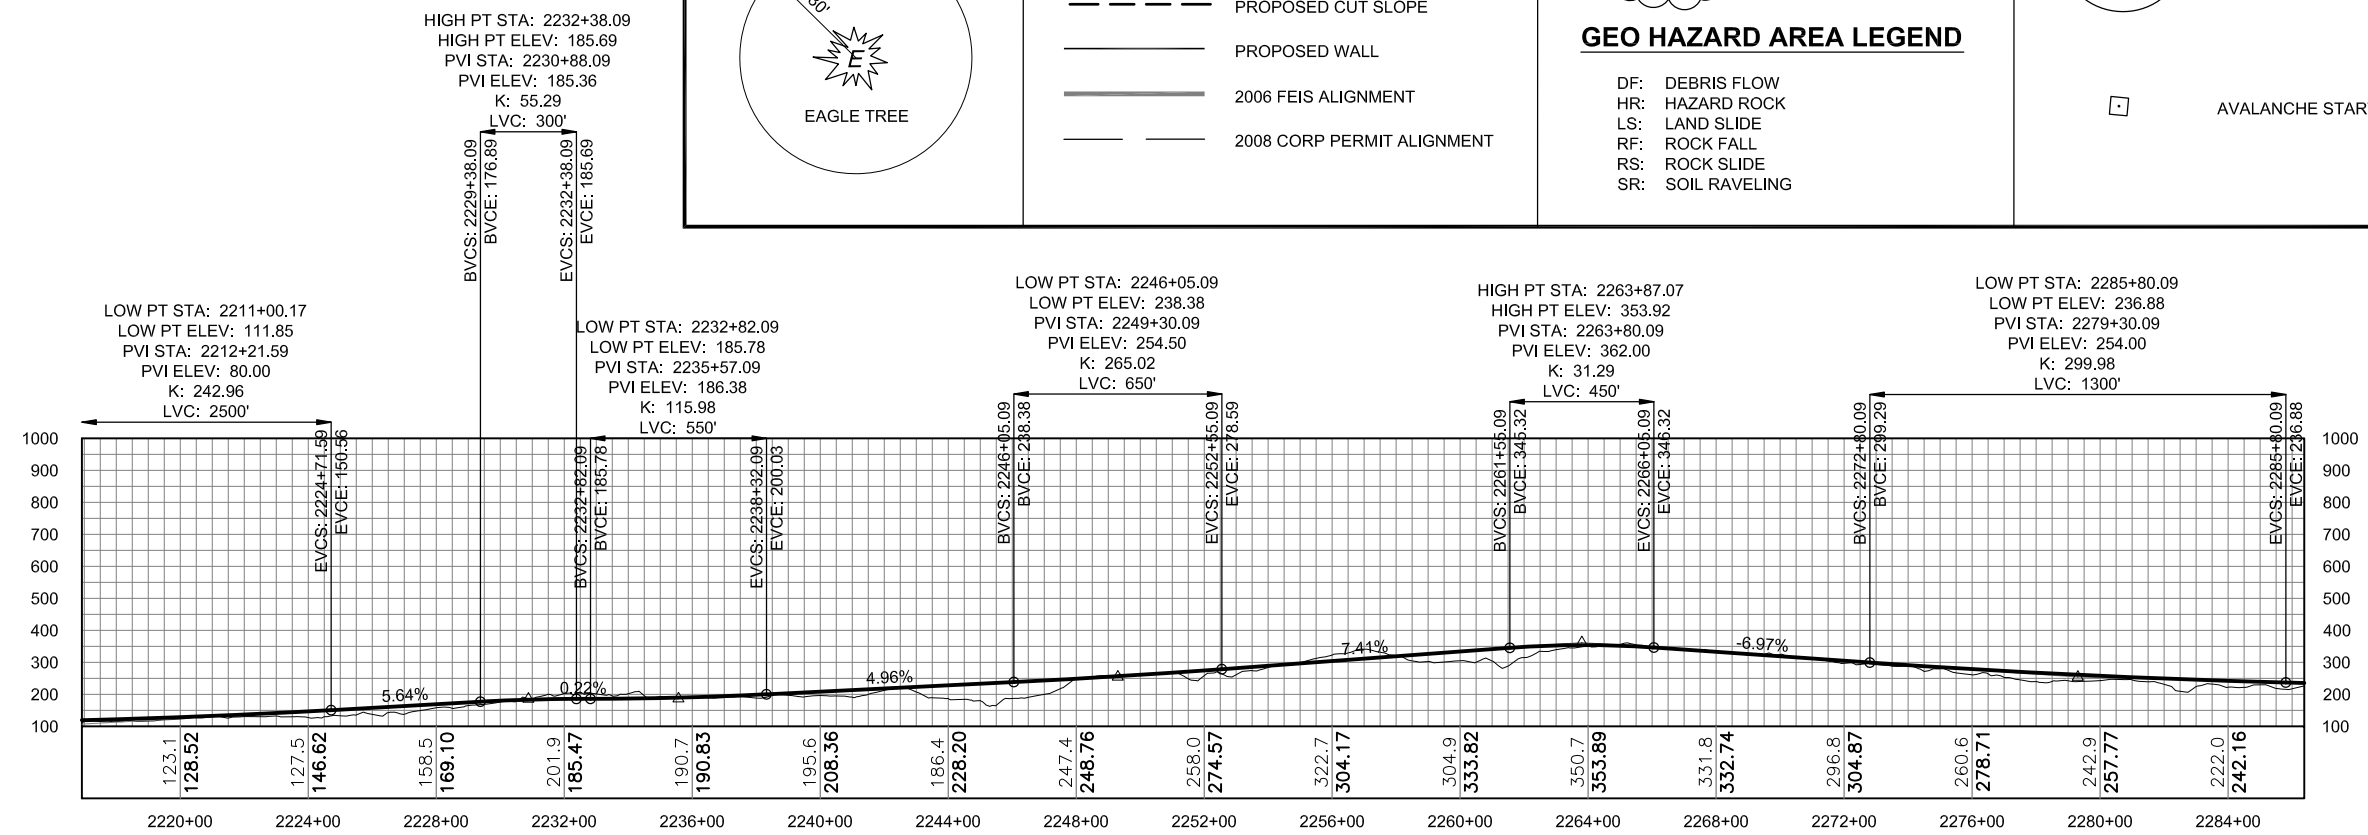 HIGH PT STA: 2232+38.09
HIGH PT ELEV: 185.69
PVI STA: 2230+88.09
PVI ELEV: 185.36
K: 55.29
LVC: 300'
BVCS: 2229+38.09
BVCE: 176.89
EVCS: 2232+38.09
EVCE: 185.69
E
EAGLE TREE
PROPOSED CUT SLOPE
PROPOSED WALL
2006 FEIS ALIGNMENT
2008 CORP PERMIT ALIGNMENT
GEO HAZARD AREA LEGEND
DF: DEBRIS FLOW
HR: HAZARD ROCK
LS: LAND SLIDE
RF: ROCK FALL
RS: ROCK SLIDE
SR: SOIL RAVELING
AVALANCHE START
LOW PT STA: 2211+00.17
LOW PT ELEV: 111.85
PVI STA: 2212+21.59
PVI ELEV: 80.00
K: 242.96
LVC: 2500'
EVCS: 2224+71.59
EVCE: 150.56
LOW PT STA: 2232+82.09
LOW PT ELEV: 185.78
PVI STA: 2235+57.09
PVI ELEV: 186.38
K: 115.98
LVC: 550'
BVCS: 2232+82.09
BVCE: 185.78
EVCS: 2238+32.09
EVCE: 200.03
LOW PT STA: 2246+05.09
LOW PT ELEV: 238.38
PVI STA: 2249+30.09
PVI ELEV: 254.50
K: 265.02
LVC: 650'
BVCS: 2246+05.09
BVCE: 238.38
EVCS: 2252+55.09
EVCE: 278.59
HIGH PT STA: 2263+87.07
HIGH PT ELEV: 353.92
PVI STA: 2263+80.09
PVI ELEV: 362.00
K: 31.29
LVC: 450'
BVCS: 2261+55.09
BVCE: 345.32
EVCS: 2266+05.09
EVCE: 346.32
LOW PT STA: 2285+80.09
LOW PT ELEV: 236.88
PVI STA: 2279+30.09
PVI ELEV: 254.00
K: 299.98
LVC: 1300'
BVCS: 2272+80.09
BVCE: 299.29
EVCS: 2285+80.09
EVCE: 236.88
1000 1000
900 900
800 800
700 700
600 600
500 500
400 400
300 300
200 200
100 100
5.64% 0.22% 4.96% 7.41% -6.97%
123.1 127.5 158.5 201.9 190.7 195.6 186.4 247.4 258.0 322.7 304.9 350.7 331.8 296.8 260.6 242.9 222.0
128.52 146.62 169.10 185.47 190.83 208.36 228.20 248.76 274.57 304.17 333.82 353.89 332.74 304.87 278.71 257.77 242.16
2220+00 2224+00 2228+00 2232+00 2236+00 2240+00 2244+00 2248+00 2252+00 2256+00 2260+00 2264+00 2268+00 2272+00 2276+00 2280+00 2284+00